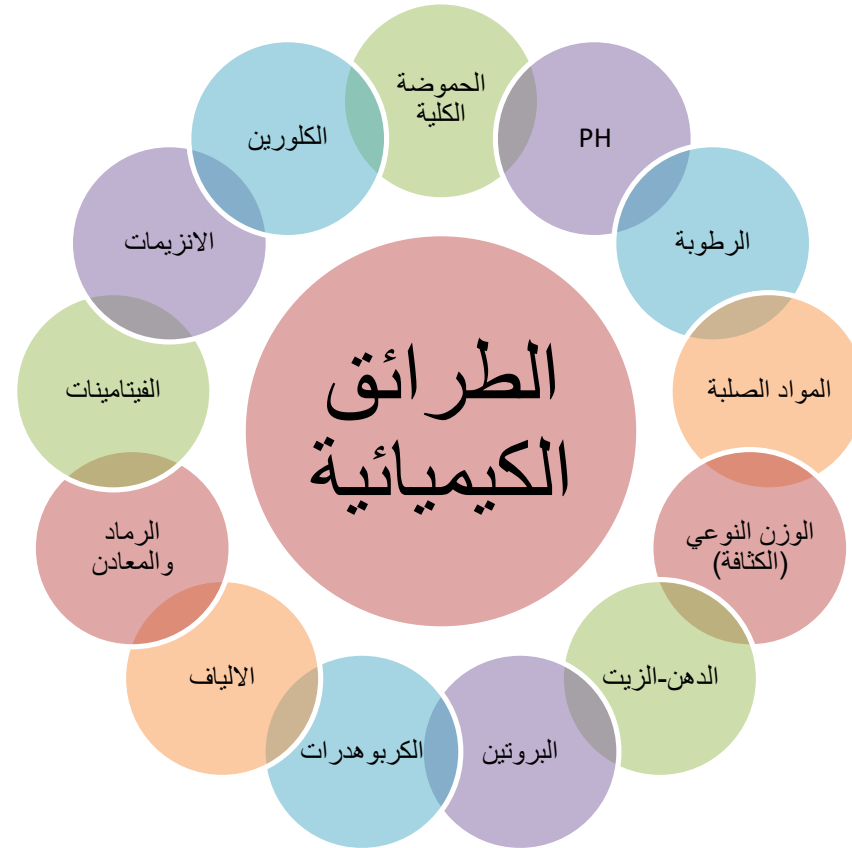 الطرائق
الكيميائية
الحموضة
الكلية
PH
الرطوبة
المواد الصلبة
الوزن النوعي
(الكثافة)
الدهن-الزيت
البروتين
الكربوهدرات
الالياف
الرماد
والمعادن
الفيتامينات
الانزيمات
الكلورين